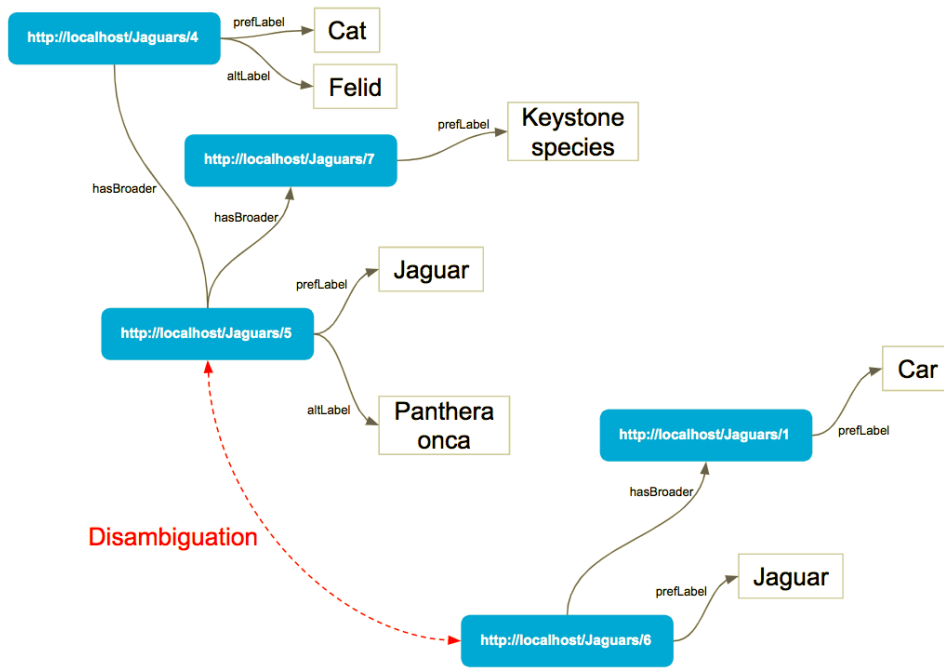 http://localhost/Jaguars/4
prefLabel
Cat
altLabel
Felid
hasBroader
http://localhost/Jaguars/7
prefLabel
Keystone
species
hasBroader
http://localhost/Jaguars/5
prefLabel
Jaguar
altLabel
Panthera
onca
Disambiguation
http://localhost/Jaguars/1
prefLabel
Car
hasBroader
http://localhost/Jaguars/6
prefLabel
Jaguar